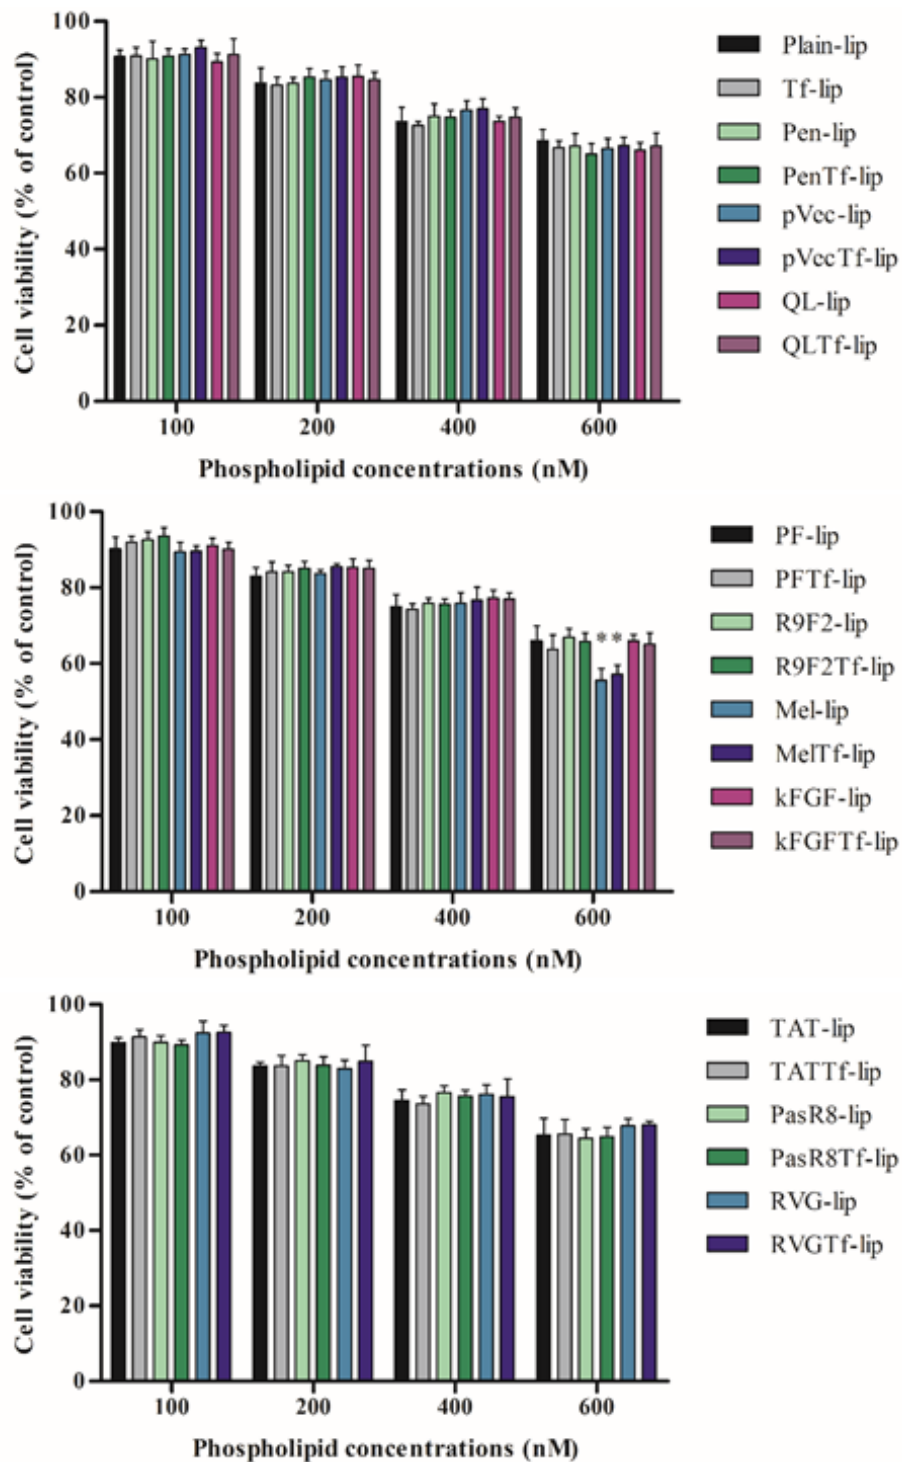 Cell viability (% of control)
100
80
60
40
20
0
100 200 400 600
Phospholipid concentrations (nM)
Plain-lip
Tf-lip
Pen-lip
PenTf-lip
pVec-lip
pVecTf-lip
QL-lip
QLTf-lip
Cell viability (% of control)
100
80
60
40
20
0
**
100 200 400 600
Phospholipid concentrations (nM)
PF-lip
PFTf-lip
R9F2-lip
R9F2Tf-lip
Mel-lip
MelTf-lip
kFGF-lip
kFGFTf-lip
Cell viability (% of control)
100
80
60
40
20
0
100 200 400 600
Phospholipid concentrations (nM)
TAT-lip
TATTf-lip
PasR8-lip
PasR8Tf-lip
RVG-lip
RVGTf-lip